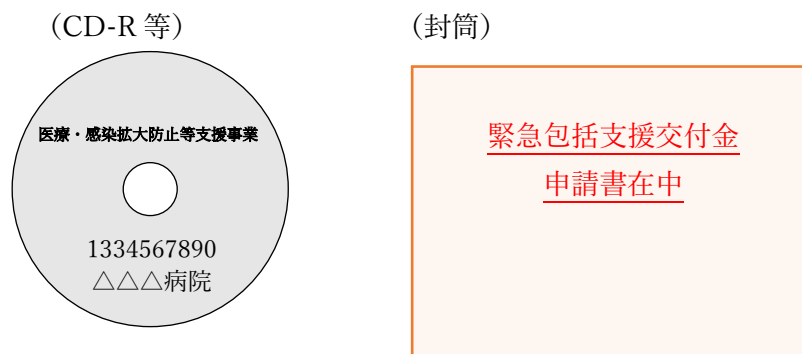 （CD-R 等）
医療・感染拡大防止等支援事業
1334567890
△△△病院
（封筒）
緊急包括支援交付金
申請書在中